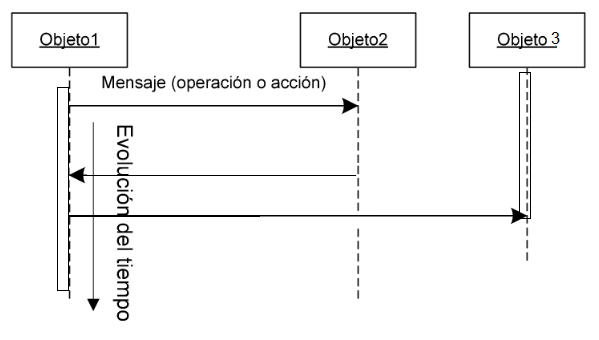 Objeto1
Objeto2
Objeto 3
Mensaje (operación o acción)
Evolución del tiempo